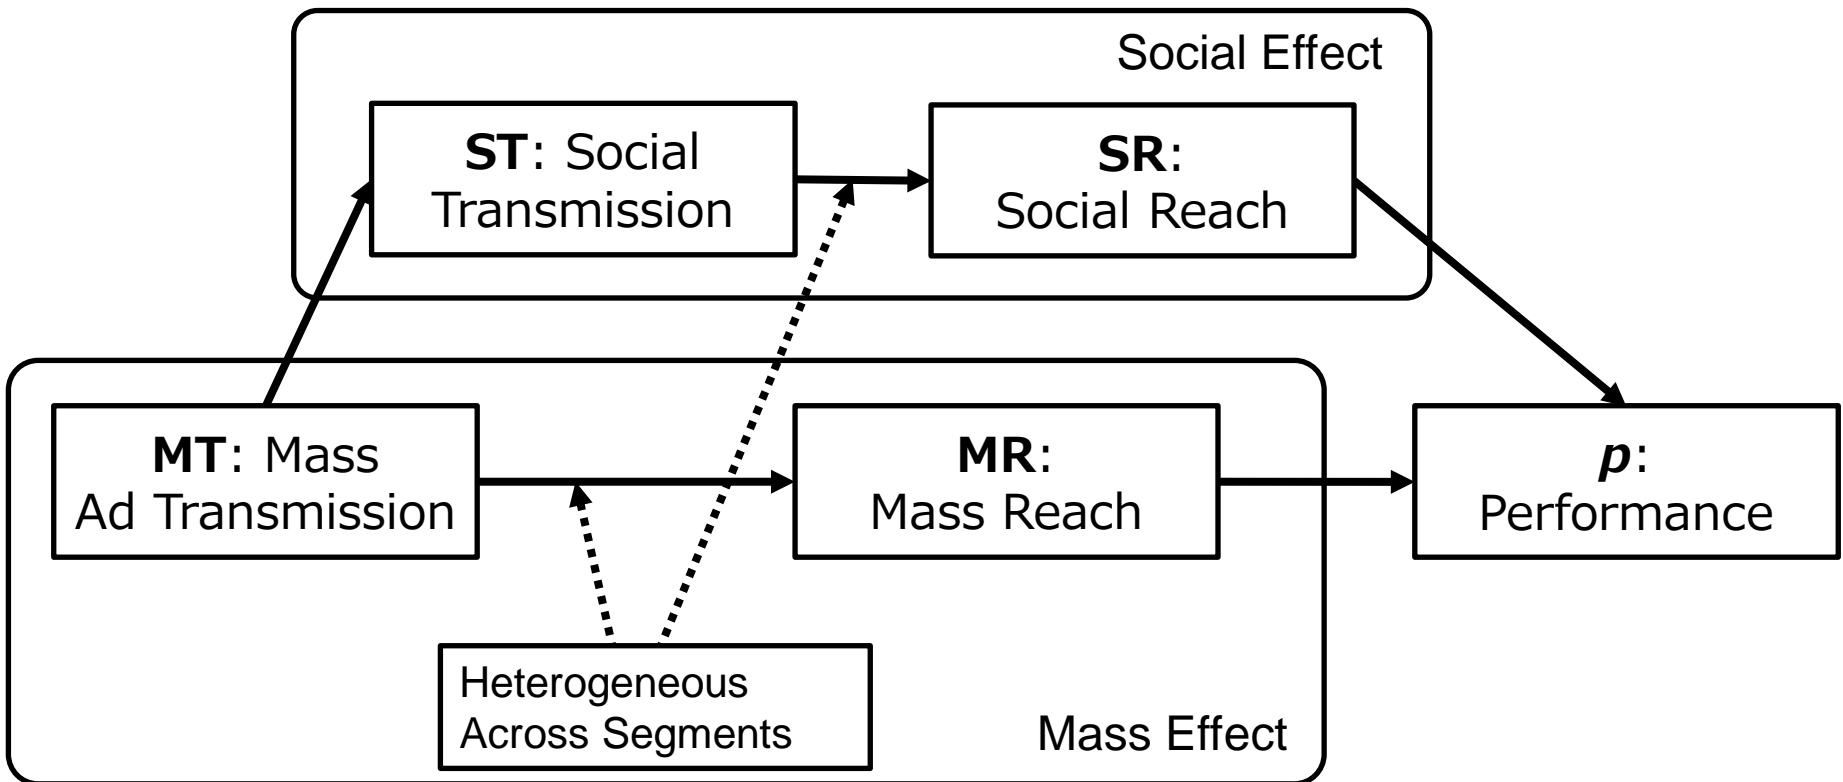 Social Effect
ST: Social
Transmission
SR:
Social Reach
MT: Mass
Ad Transmission
MR:
Mass Reach
p:
Performance
Heterogeneous
Across Segments
Mass Effect